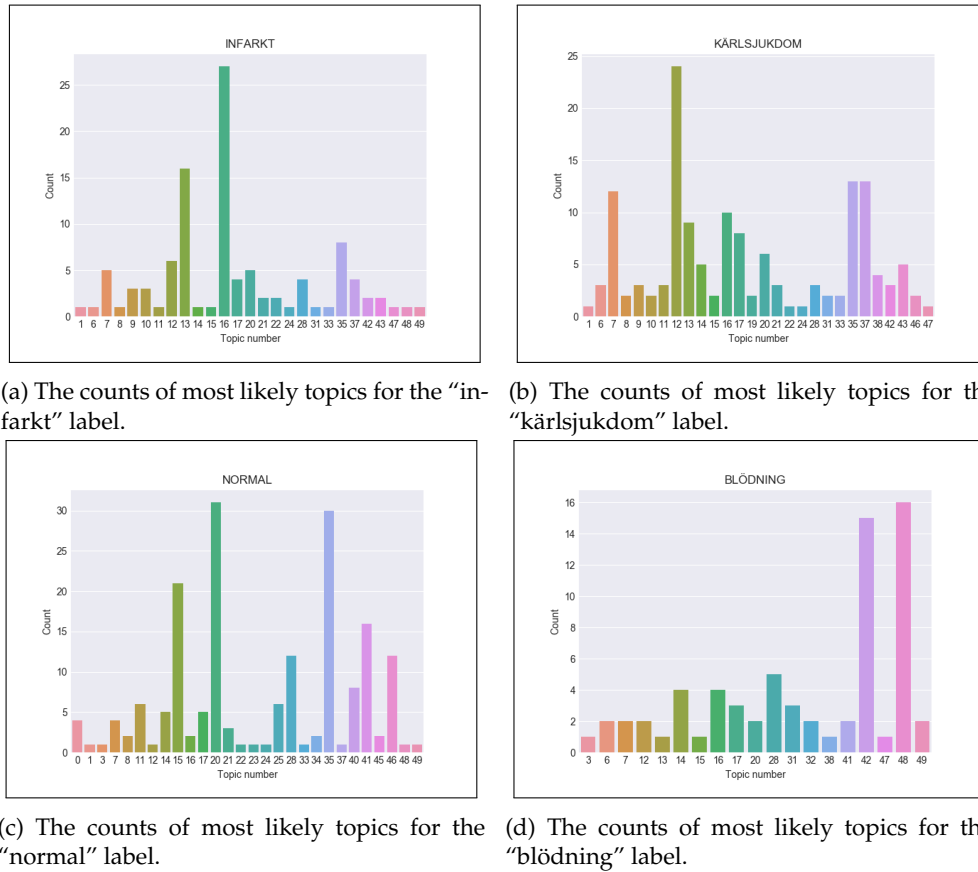 INFARKT
25
20
15
10
5
0
Count
1 6 7 8 9 10 11 12 13 14 15 16 17 20 21 22 24 28 31 33 35 37 42 43 47 48 49
Topic number
KÄRLSJUKDOM
25
20
15
10
5
0
Count
1 6 7 8 9 10 11 12 13 14 15 16 17 19 20 21 22 24 28 31 33 35 37 38 42 43 46 47
Topic number
(a) The counts of most likely topics for the “in-
farkt” label.
(b) The counts of most likely topics for th
“kärlsjukdom” label.
NORMAL
30
25
20
15
10
5
0
Count
0 1 3 7 8 11 12 14 15 16 17 20 21 22 23 24 25 28 33 34 35 37 40 41 45 46 48 49
Topic number
BLÖDNING
16
14
12
10
8
6
4
2
0
Count
3 6 7 12 13 14 15 16 17 20 28 31 32 38 41 42 47 48 49
Topic number
(c) The counts of most likely topics for the
“normal” label.
(d) The counts of most likely topics for th
“blödning” label.